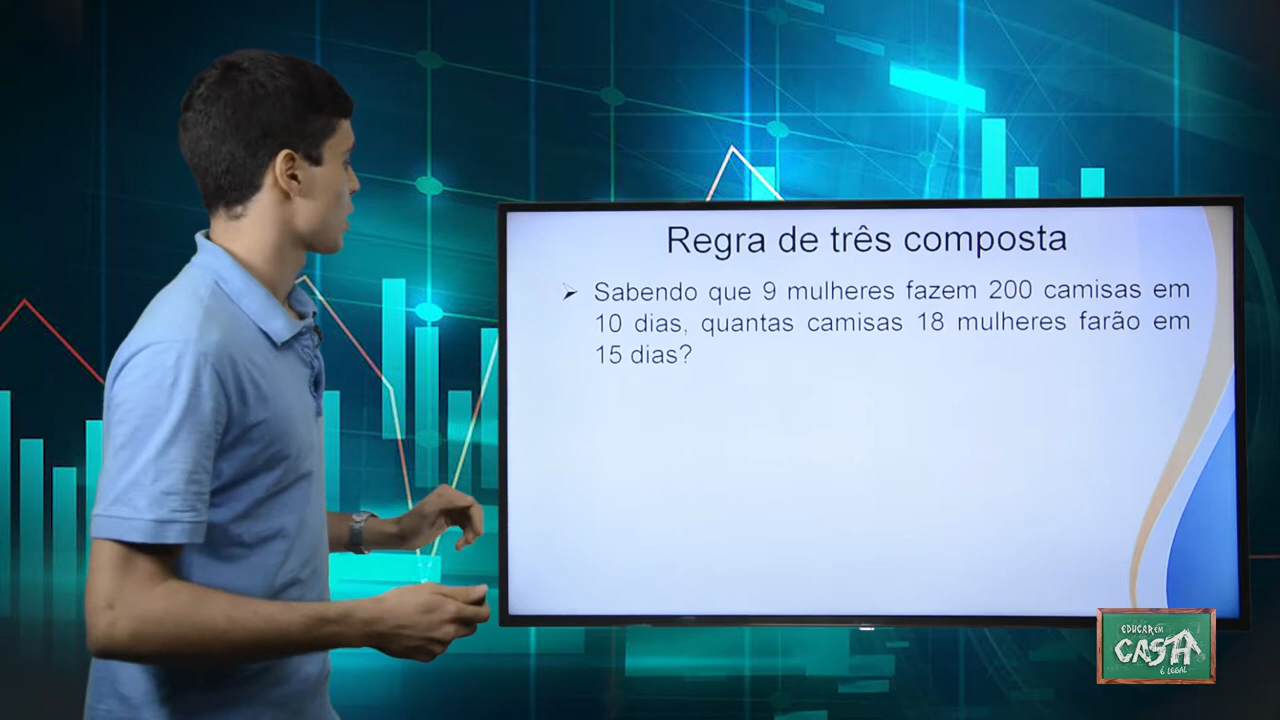 Regra de três composta
➢ Sabendo que 9 mulheres fazem 200 camisas em
10 dias, quantas camisas 18 mulheres farão em
15 dias?
EDUCAR EM
CASA
É LEGAL